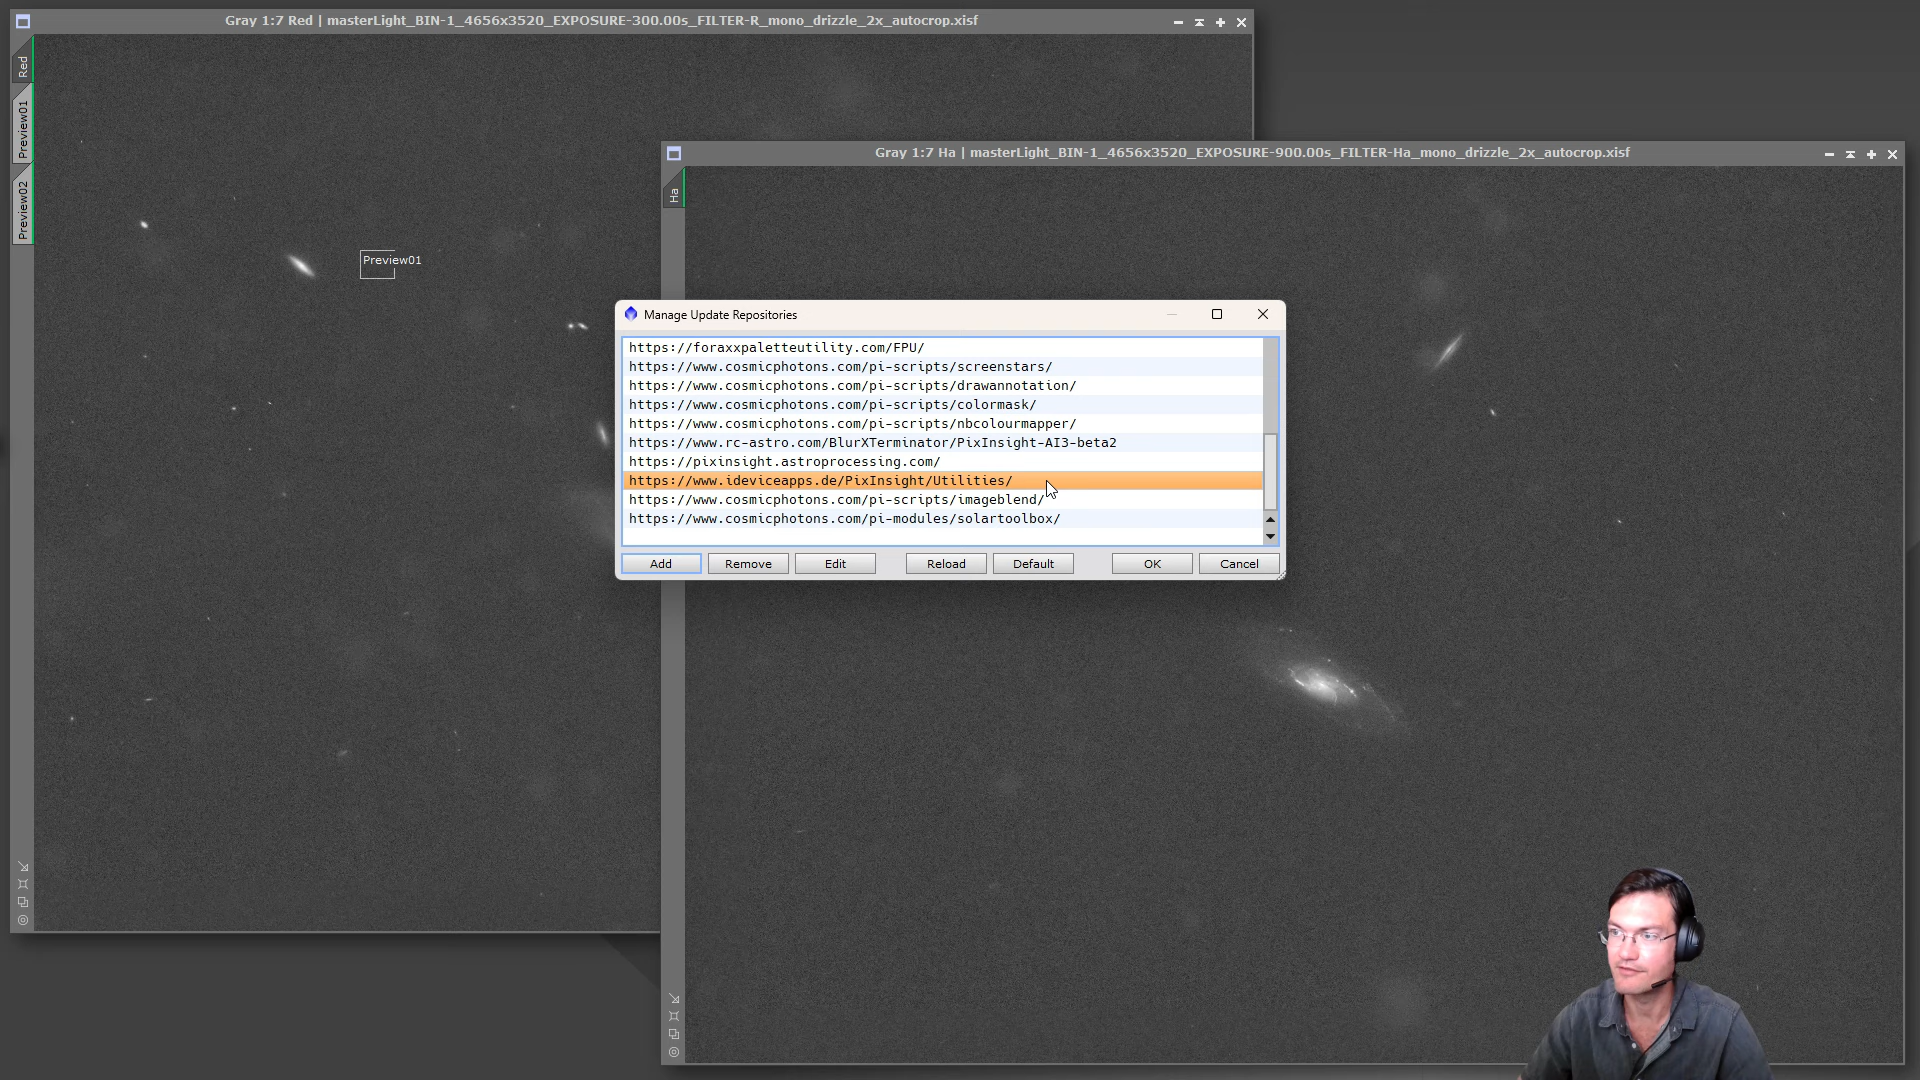 Gray 1:7 Red | masterLight_BIN-1_4656x3520_EXPOSURE-300.00s_FILTER-R_mono_drizzle_2x_autocrop.xisf
Red
Preview01
Preview02
Preview01
Gray 1:7 Ha | masterLight_BIN-1_4656x3520_EXPOSURE-900.00s_FILTER-Ha_mono_drizzle_2x_autocrop.xisf
Ha
Manage Update Repositories
https://foraxxpaletteutility.com/FPU/
https://www.cosmicphotons.com/pi-scripts/screenstars/
https://www.cosmicphotons.com/pi-scripts/drawannotation/
https://www.cosmicphotons.com/pi-scripts/colormask/
https://www.cosmicphotons.com/pi-scripts/nbcolourmapper/
https://www.rc-astro.com/BlurXTerminator/PixInsight-AI3-beta2
https://pixinsight.astroprocessing.com/
https://www.ideviceapps.de/PixInsight/Utilities/
https://www.cosmicphotons.com/pi-scripts/imageblend/
https://www.cosmicphotons.com/pi-modules/solartoolbox/
Add Remove Edit Reload Default OK Cancel